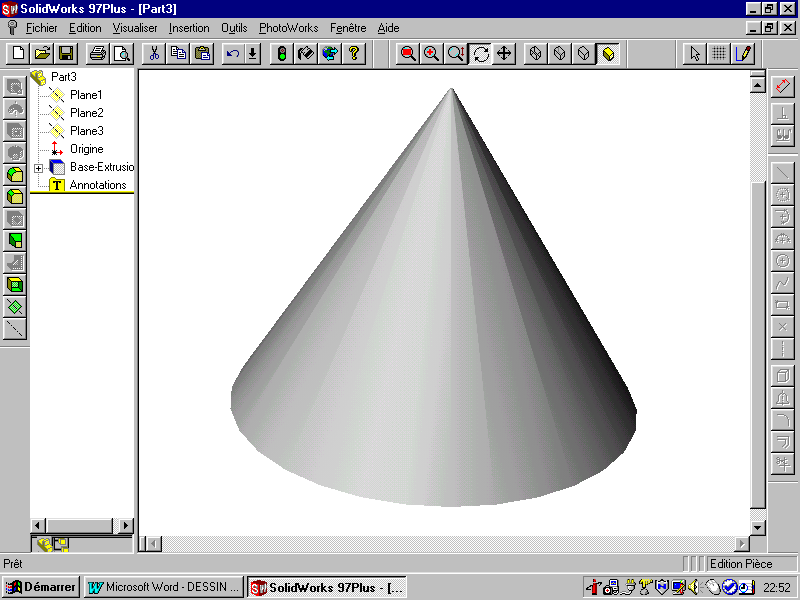 SolidWorks 97Plus - [Part3]
Fichier Edition Visualiser Insertion Outils PhotoWorks Fenêtre Aide
Part3
Plane1
Plane2
Plane3
Origine
Base-Extrusio
Annotations
Prêt
Edition Pièce
Démarrer
Microsoft Word - DESSIN ...
SolidWorks 97Plus - [...
22:52